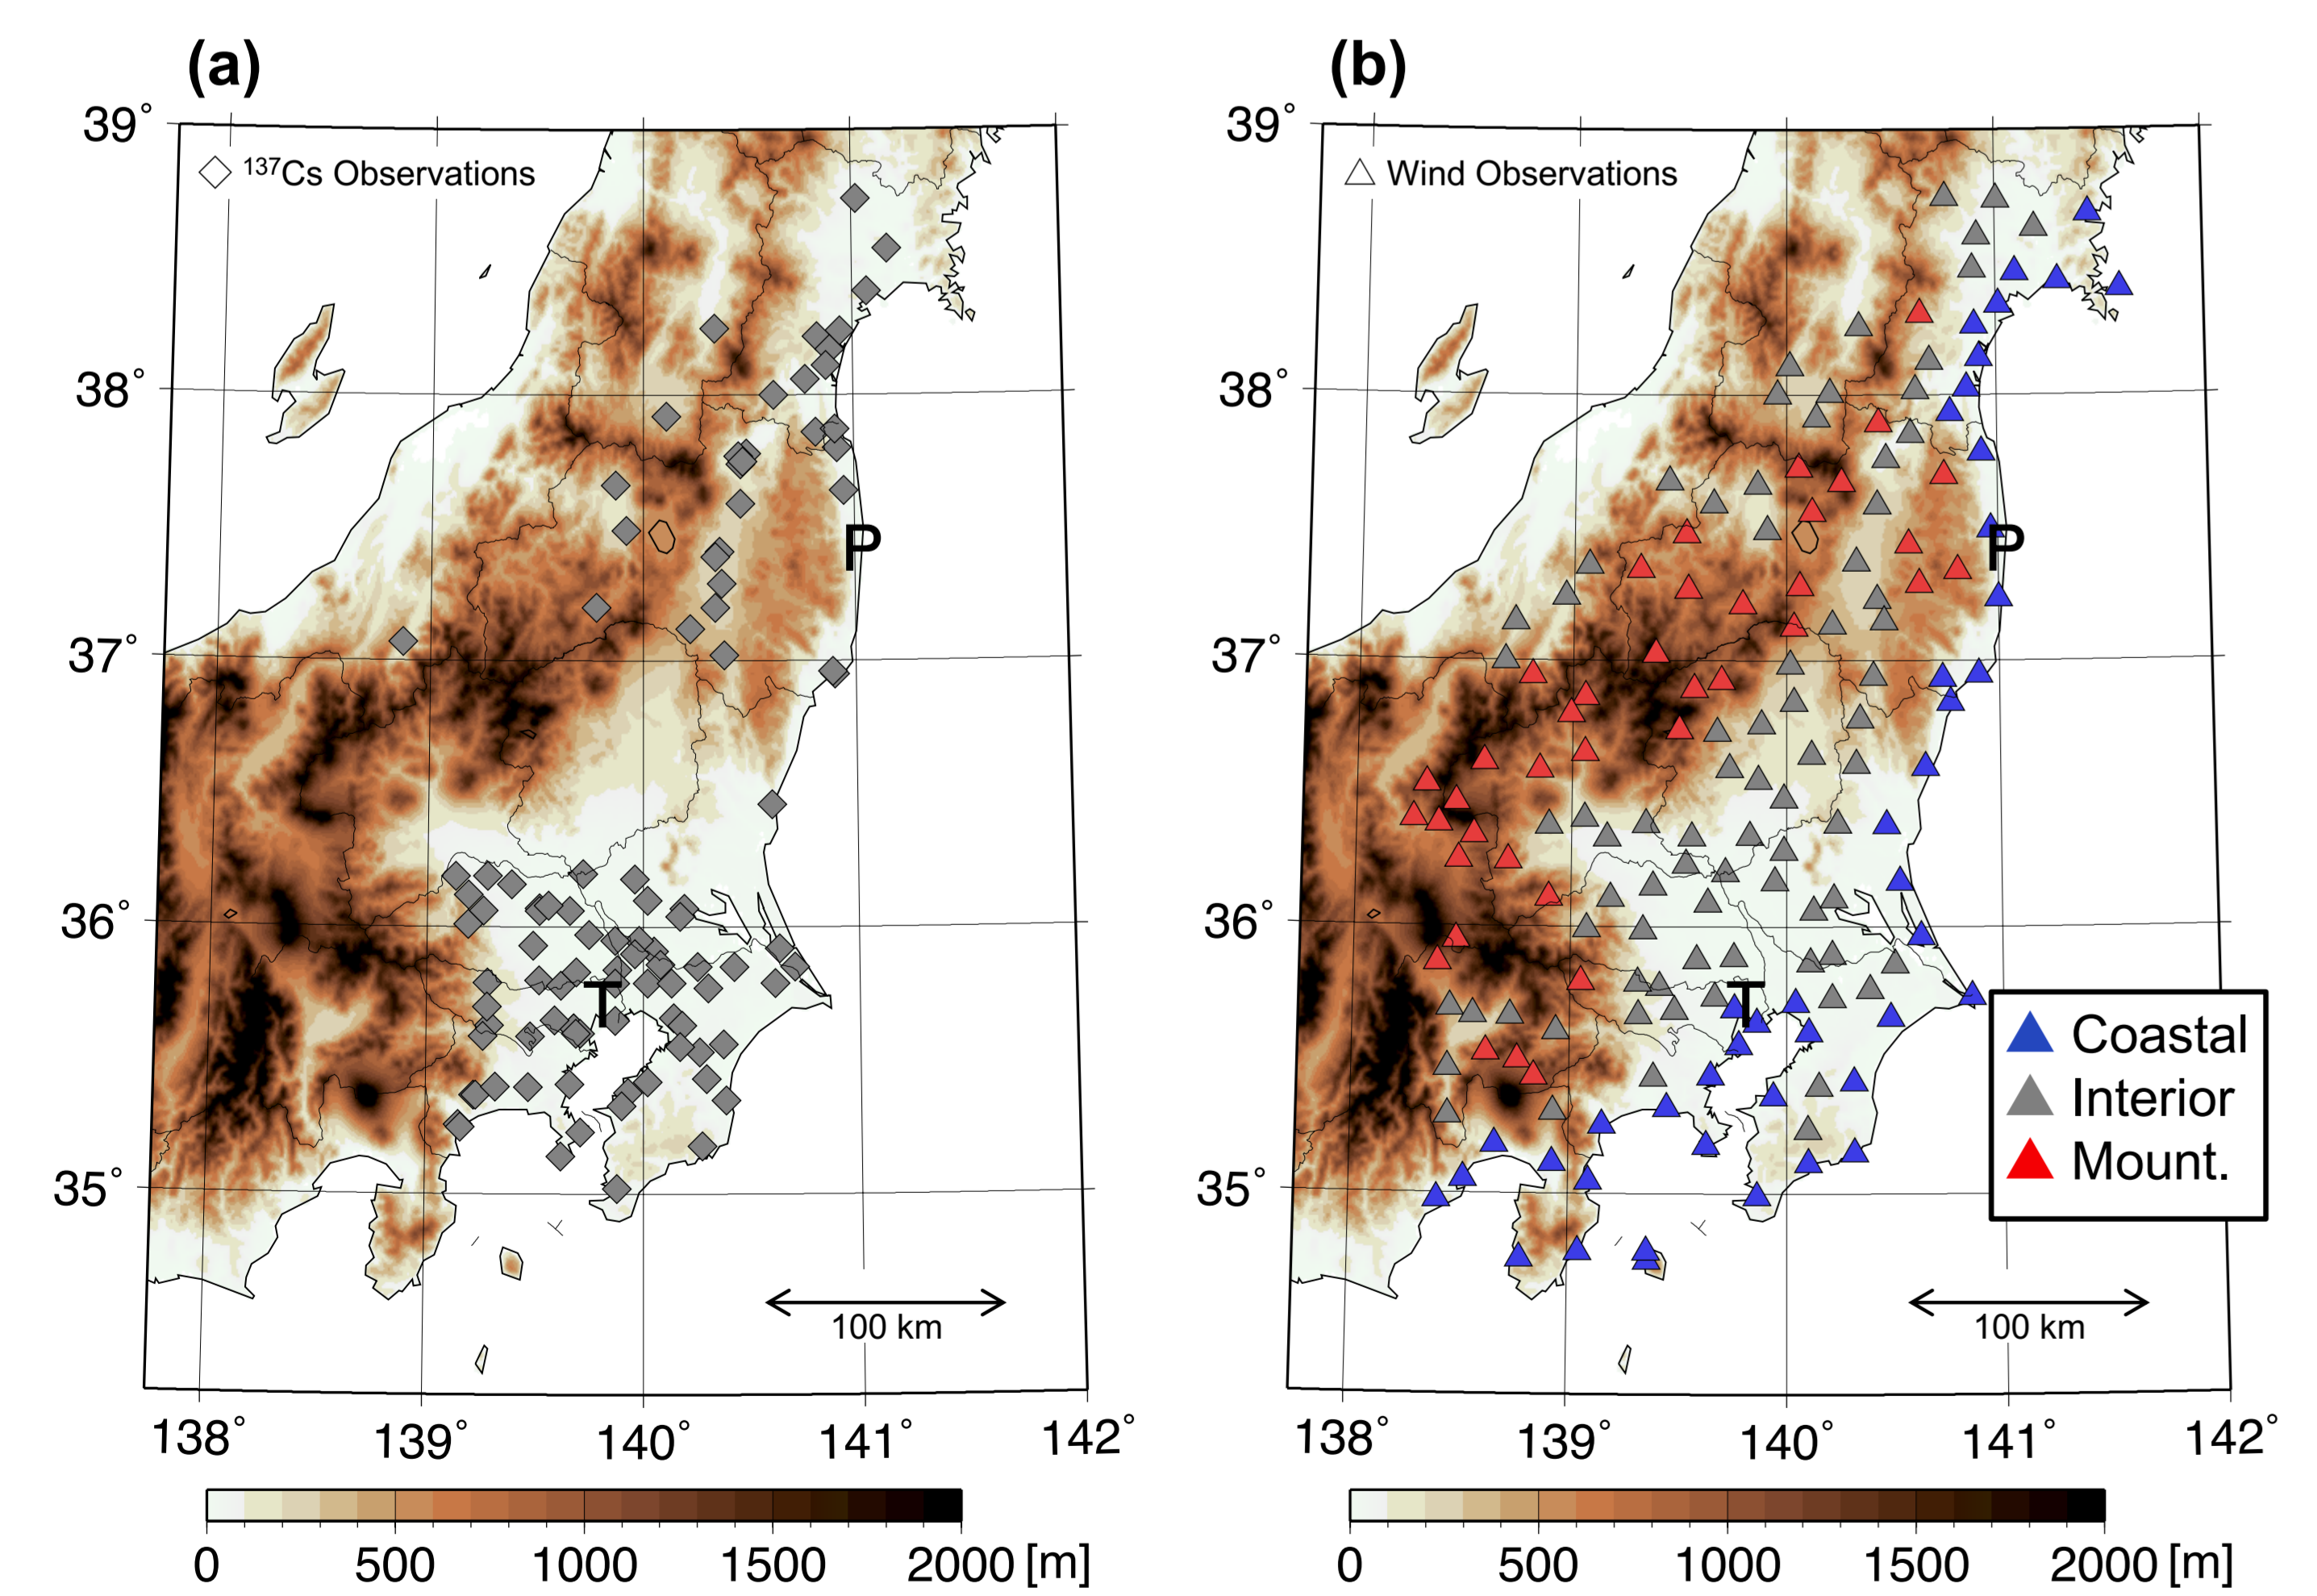 (a)
39°
38°
37°
36°
35°
◇ ¹³⁷Cs Observations
P
T
100 km
138° 139° 140° 141° 142°
0 500 1000 1500 2000 [m]
(b)
39°
38°
37°
36°
35°
△ Wind Observations
P
T
Coastal
Interior
Mount.
100 km
138° 139° 140° 141° 142°
0 500 1000 1500 2000 [m]